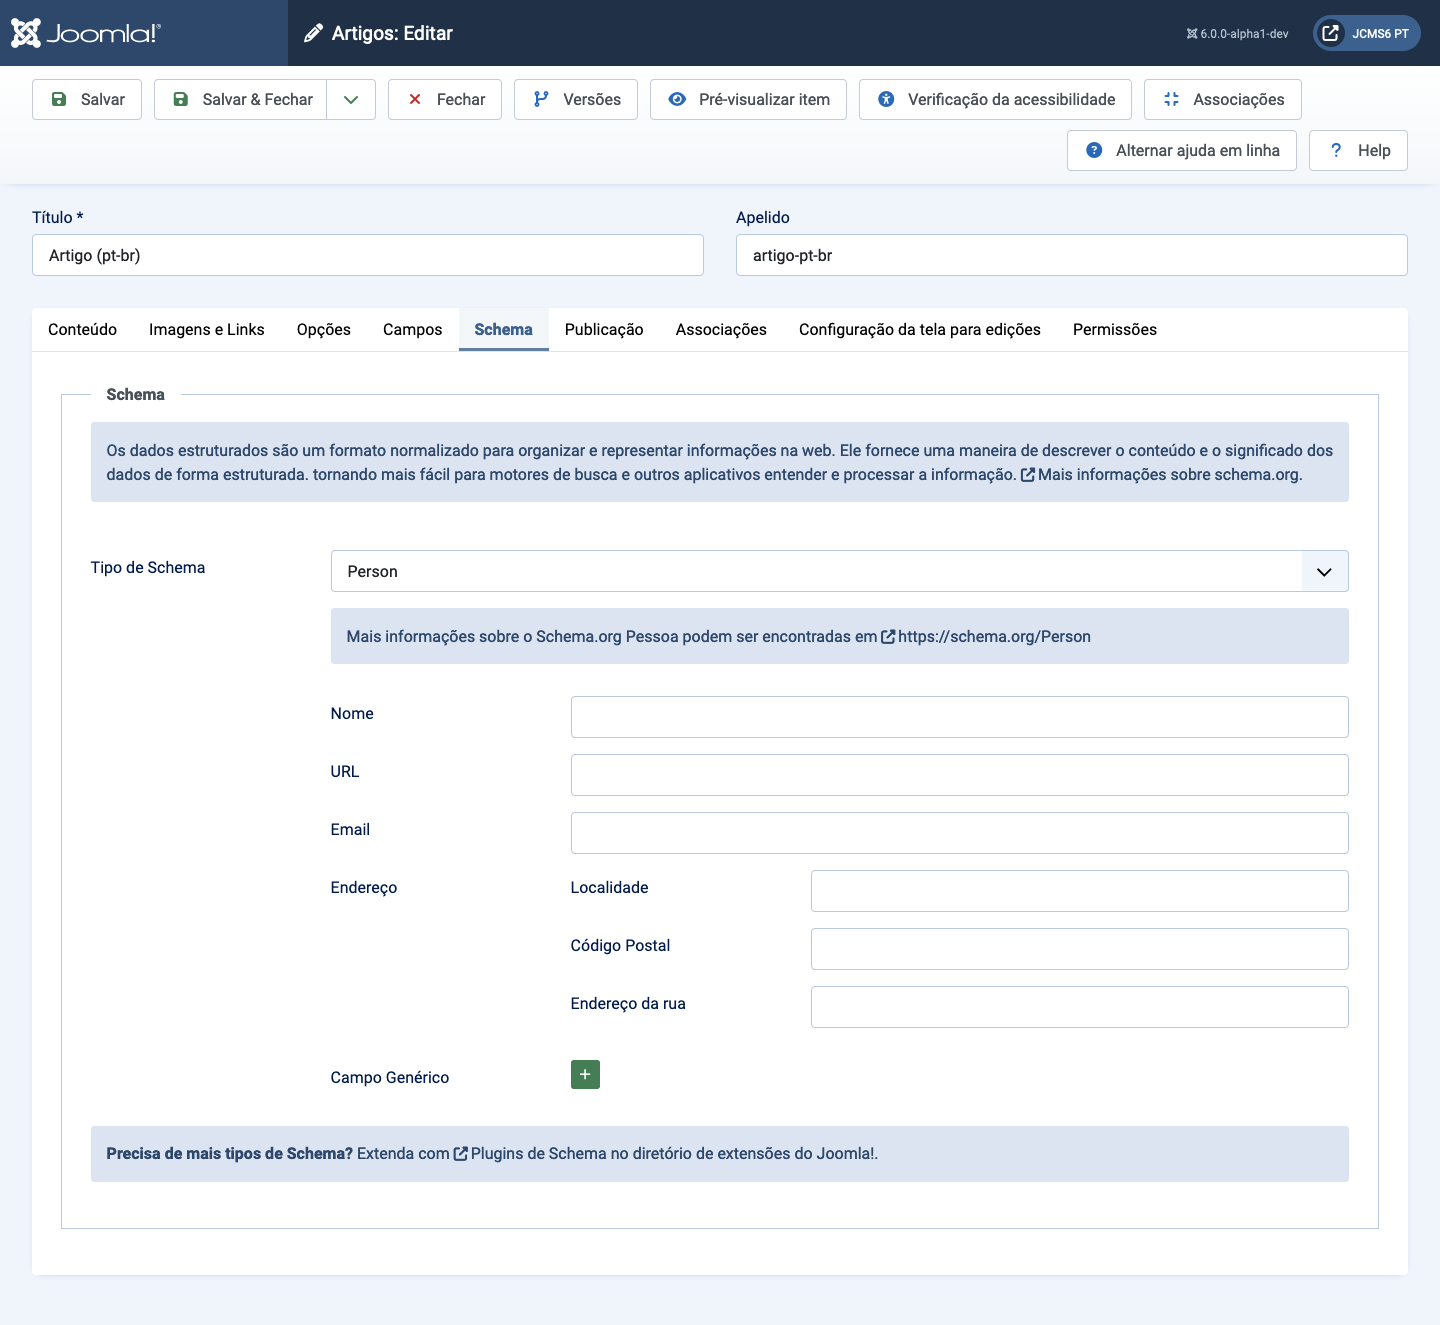 Joomla!®
Artigos: Editar
6.0.0-alpha1-dev
JCMS6 PT
Salvar
Salvar & Fechar
Fechar
Versões
Pré-visualizar item
Verificação da acessibilidade
Associações
Alternar ajuda em linha
Help
Título *
Apelido
Artigo (pt-br)
artigo-pt-br
Conteúdo
Imagens e Links
Opções
Campos
Schema
Publicação
Associações
Configuração da tela para edições
Permissões
Schema
Os dados estruturados são um formato normalizado para organizar e representar informações na web. Ele fornece uma maneira de descrever o conteúdo e o significado dos
dados de forma estruturada. tornando mais fácil para motores de busca e outros aplicativos entender e processar a informação. Mais informações sobre schema.org.
Tipo de Schema
Person
Mais informações sobre o Schema.org Pessoa podem ser encontradas em https://schema.org/Person
Nome
URL
Email
Endereço
Localidade
Código Postal
Endereço da rua
Campo Genérico
Precisa de mais tipos de Schema? Extenda com Plugins de Schema no diretório de extensões do Joomla!.